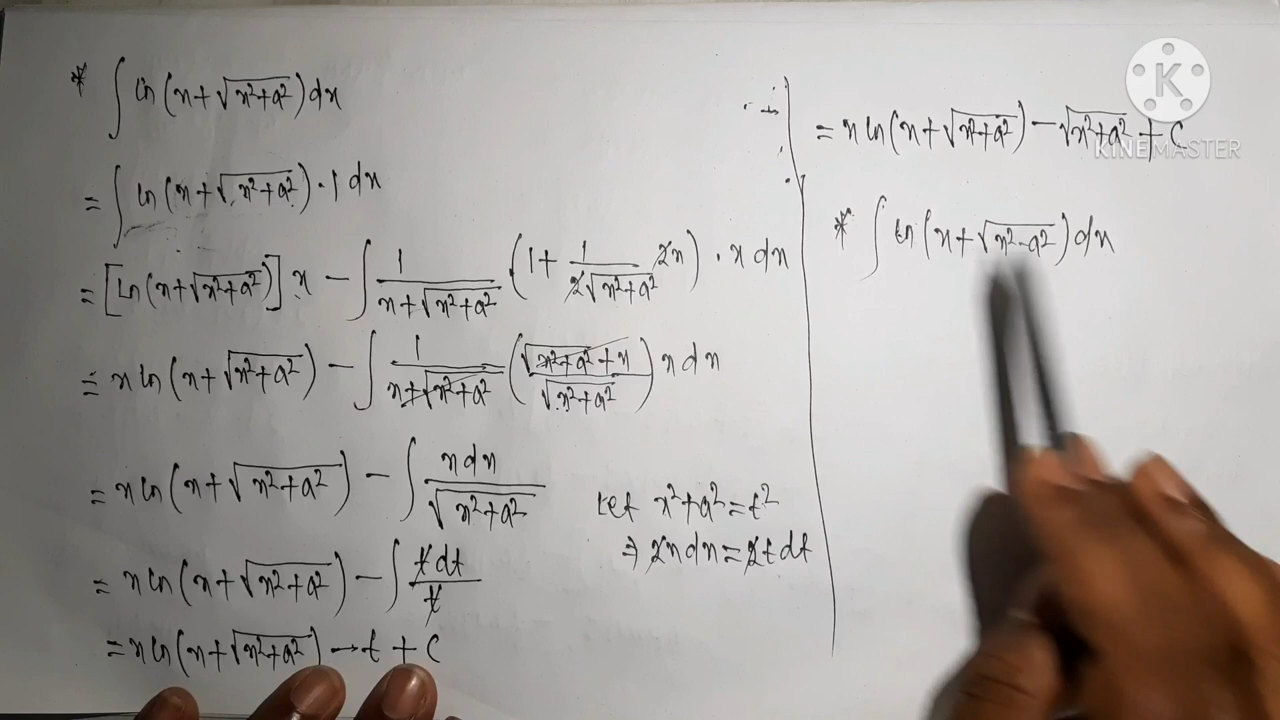 * ∫ ln(x+√(x²+a²)) dx
= ∫ ln(x+√(x²+a²)) · 1 dx
= [ln(x+√(x²+a²))] x − ∫ 1/(x+√(x²+a²)) (1 + 1/(2√(x²+a²)) 2x) · x dx
= x ln(x+√(x²+a²)) − ∫ 1/(x+√(x²+a²)) ((√(x²+a²)+x)/√(x²+a²)) x dx
= x ln(x+√(x²+a²)) − ∫ x dx/√(x²+a²)
Let x²+a²=t²
⇒ 2x dx = 2t dt
= x ln(x+√(x²+a²)) − ∫ t dt/t
= x ln(x+√(x²+a²)) − t + c
= x ln(x+√(x²+a²)) − √(x²+a²) + c
* ∫ ln(x+√(x²−a²)) dx
K
KINEMASTER